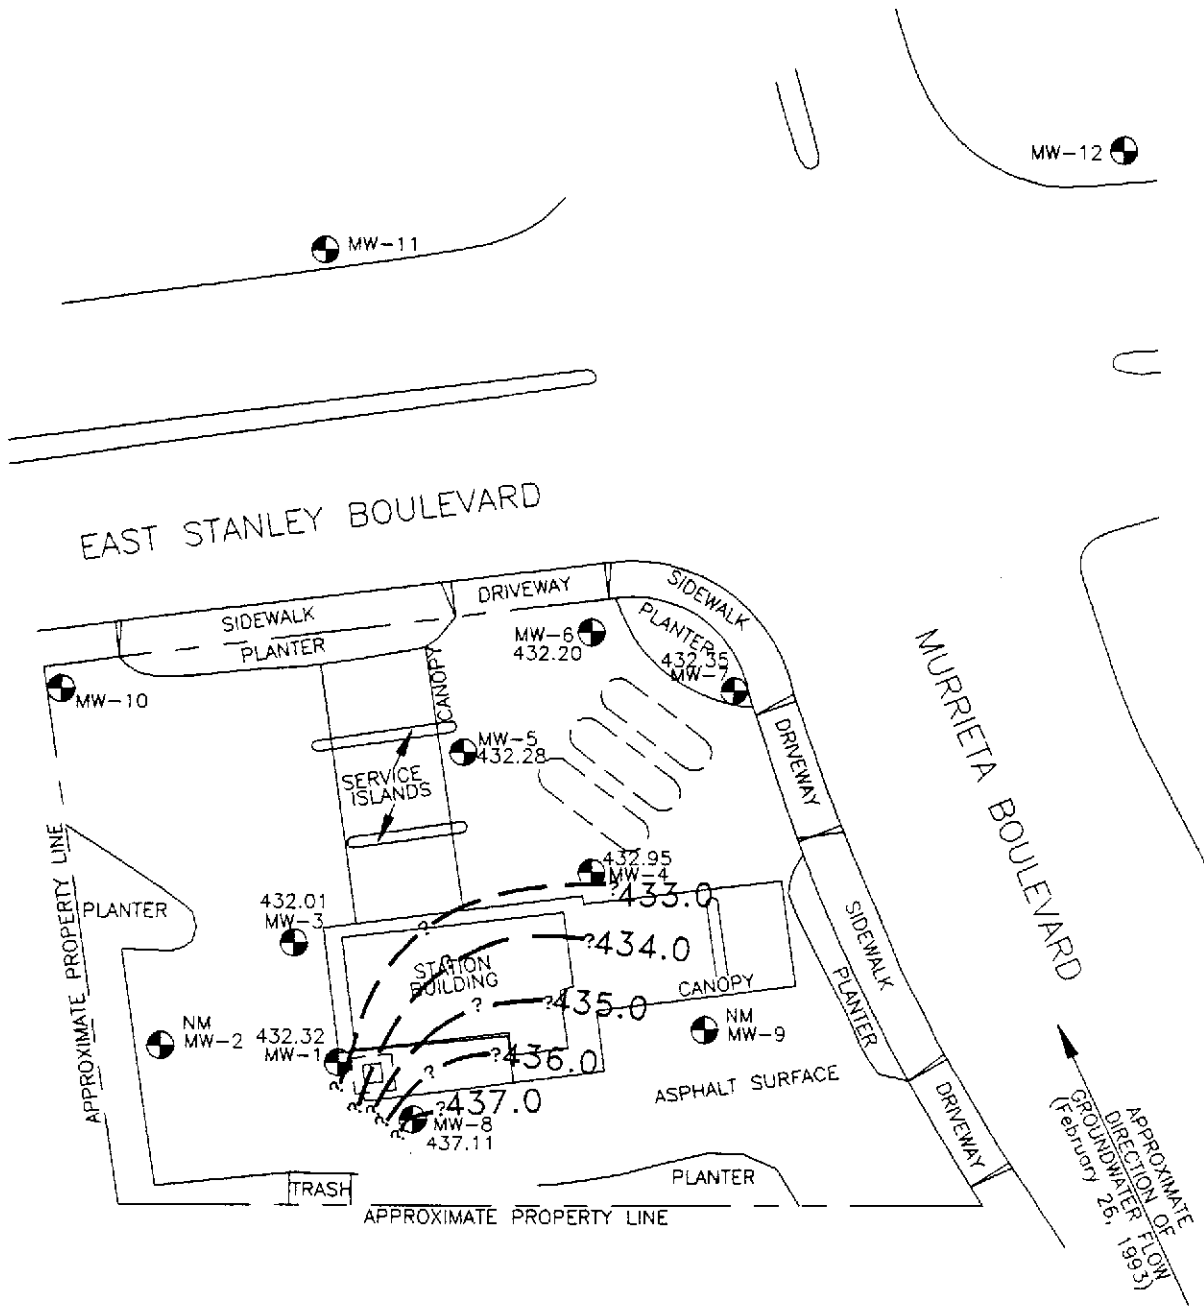 MW-12
MW-11
EAST STANLEY BOULEVARD
SIDEWALK
DRIVEWAY
SIDEWALK
PLANTER
PLANTER
MW-6
432.20
432.35
MW-7
MW-10
CANOPY
MW-5
432.28
SERVICE
ISLANDS
DRIVEWAY
MURRIETA BOULEVARD
APPROXIMATE PROPERTY LINE
PLANTER
432.01
MW-3
432.95
MW-4
?433.0
?
SIDEWALK
?434.0
?
STATION
BUILDING
CANOPY
PLANTER
?435.0
?
NM
MW-2
432.32
MW-1
NM
MW-9
?436.0
?
ASPHALT SURFACE
?437.0
?
?
?
?
?
MW-8
437.11
DRIVEWAY
APPROXIMATE
DIRECTION OF
GROUNDWATER FLOW
(February 26, 1993)
TRASH
PLANTER
APPROXIMATE PROPERTY LINE